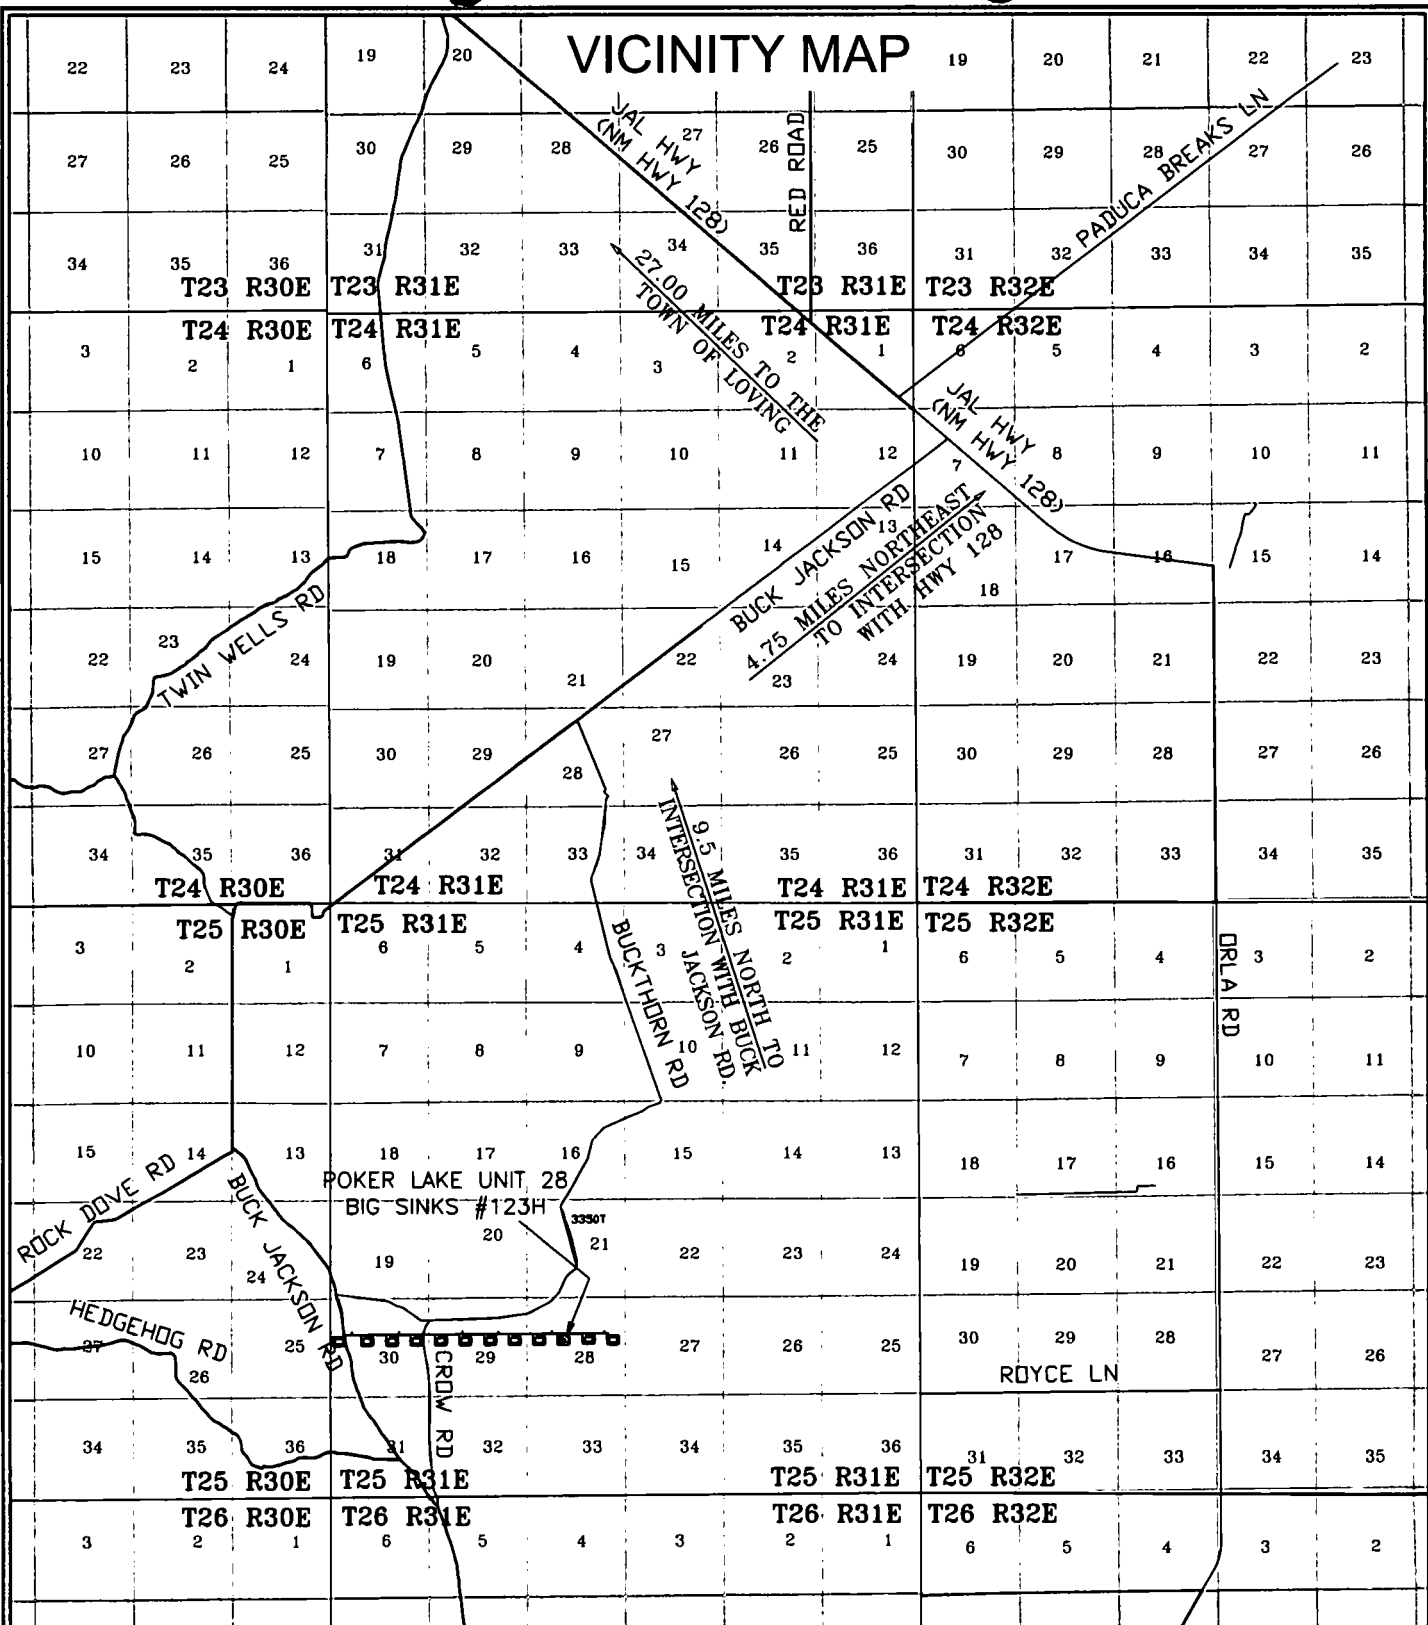 VICINITY MAP
22 23 24 19 20 19 20 21 22 23
JAL HWY
(NM HWY 128)
RED ROAD
PADUCA BREAKS LN
27 26 25 30 29 28 27 26 25 30 29 28 27 26
34 35 36 31 32 33 34 35 36 31 32 33 34 35
T23 R30E T23 R31E T23 R31E T23 R32E
27.00 MILES TO THE
TOWN OF LOVING
T24 R30E T24 R31E T24 R31E T24 R32E
3 2 1 6 5 4 3 2 1 6 5 4 3 2
JAL HWY
(NM HWY 128)
10 11 12 7 8 9 10 11 12 7 8 9 10 11
BUCK JACKSON RD
4.75 MILES NORTHEAST
TO INTERSECTION
WITH HWY 128
15 14 13 18 17 16 15 14 13 18 17 16 15 14
TWIN WELLS RD
22 23 24 19 20 21 22 23 24 19 20 21 22 23
27 26 25 30 29 28 27 26 25 30 29 28 27 26
9.5 MILES NORTH TO
INTERSECTION WITH BUCK
JACKSON RD.
34 35 36 31 32 33 34 35 36 31 32 33 34 35
T24 R30E T24 R31E T24 R31E T24 R32E
T25 R30E T25 R31E T25 R31E T25 R32E
3 2 1 6 5 4 3 2 1 6 5 4 3 2
BUCKTHORN RD
ORLA RD
10 11 12 7 8 9 10 11 12 7 8 9 10 11
15 14 13 18 17 16 15 14 13 18 17 16 15 14
ROCK DOVE RD
BUCK JACKSON RD
POKER LAKE UNIT 28
BIG SINKS #123H
3350T
22 23 24 19 20 21 22 23 24 19 20 21 22 23
HEDGEHOG RD
27 26 25 30 29 28 27 26 25 30 29 28 27 26
CROW RD
ROYCE LN
34 35 36 31 32 33 34 35 36 31 32 33 34 35
T25 R30E T25 R31E T25 R31E T25 R32E
T26 R30E T26 R31E T26 R31E T26 R32E
3 2 1 6 5 4 3 2 1 6 5 4 3 2